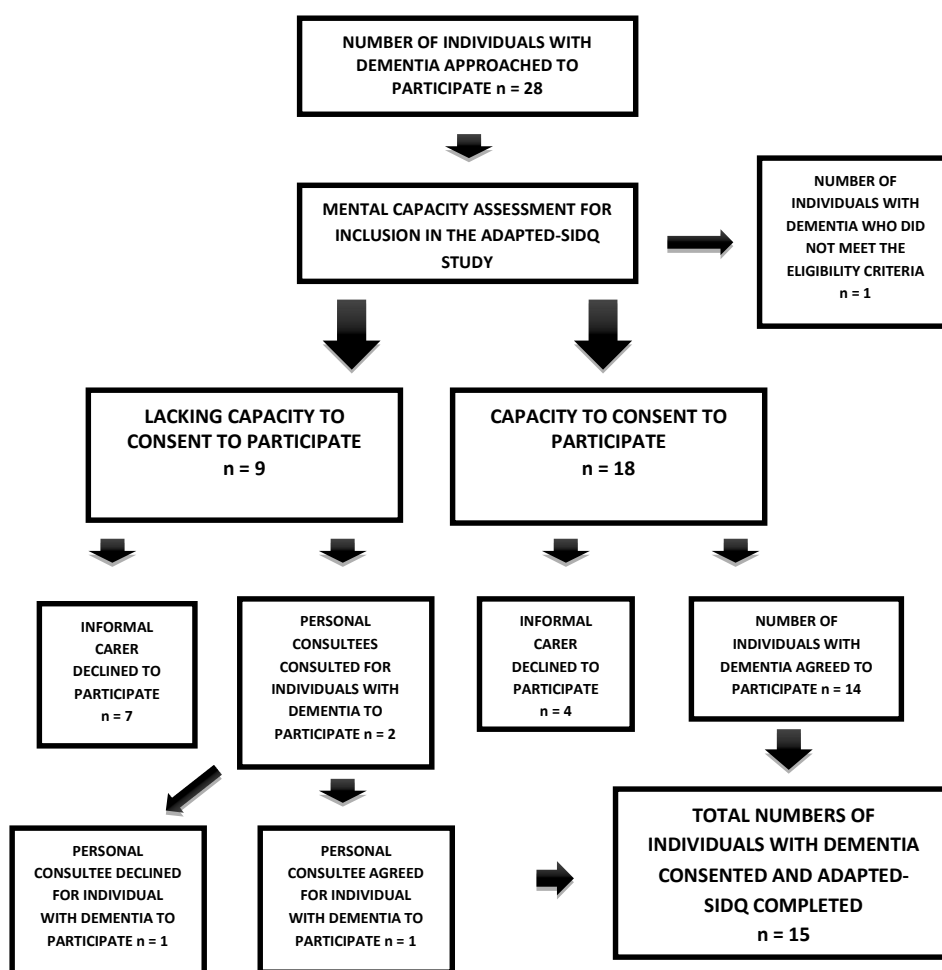 NUMBER OF INDIVIDUALS WITH
DEMENTIA APPROACHED TO
PARTICIPATE n = 28
MENTAL CAPACITY ASSESSMENT FOR
INCLUSION IN THE ADAPTED-SIDQ
STUDY
NUMBER OF
INDIVIDUALS WITH
DEMENTIA WHO DID
NOT MEET THE
ELIGIBILITY CRITERIA
n = 1
LACKING CAPACITY TO
CONSENT TO PARTICIPATE
n = 9
CAPACITY TO CONSENT TO
PARTICIPATE
n = 18
INFORMAL
CARER
DECLINED TO
PARTICIPATE
n = 7
PERSONAL
CONSULTEES
CONSULTED FOR
INDIVIDUALS WITH
DEMENTIA TO
PARTICIPATE n = 2
INFORMAL
CARER
DECLINED TO
PARTICIPATE
n = 4
NUMBER OF
INDIVIDUALS WITH
DEMENTIA AGREED TO
PARTICIPATE n = 14
PERSONAL
CONSULTEE DECLINED
FOR INDIVIDUAL
WITH DEMENTIA TO
PARTICIPATE n = 1
PERSONAL
CONSULTEE AGREED
FOR INDIVIDUAL
WITH DEMENTIA TO
PARTICIPATE n = 1
TOTAL NUMBERS OF
INDIVIDUALS WITH DEMENTIA
CONSENTED AND ADAPTED-
SIDQ COMPLETED
n = 15